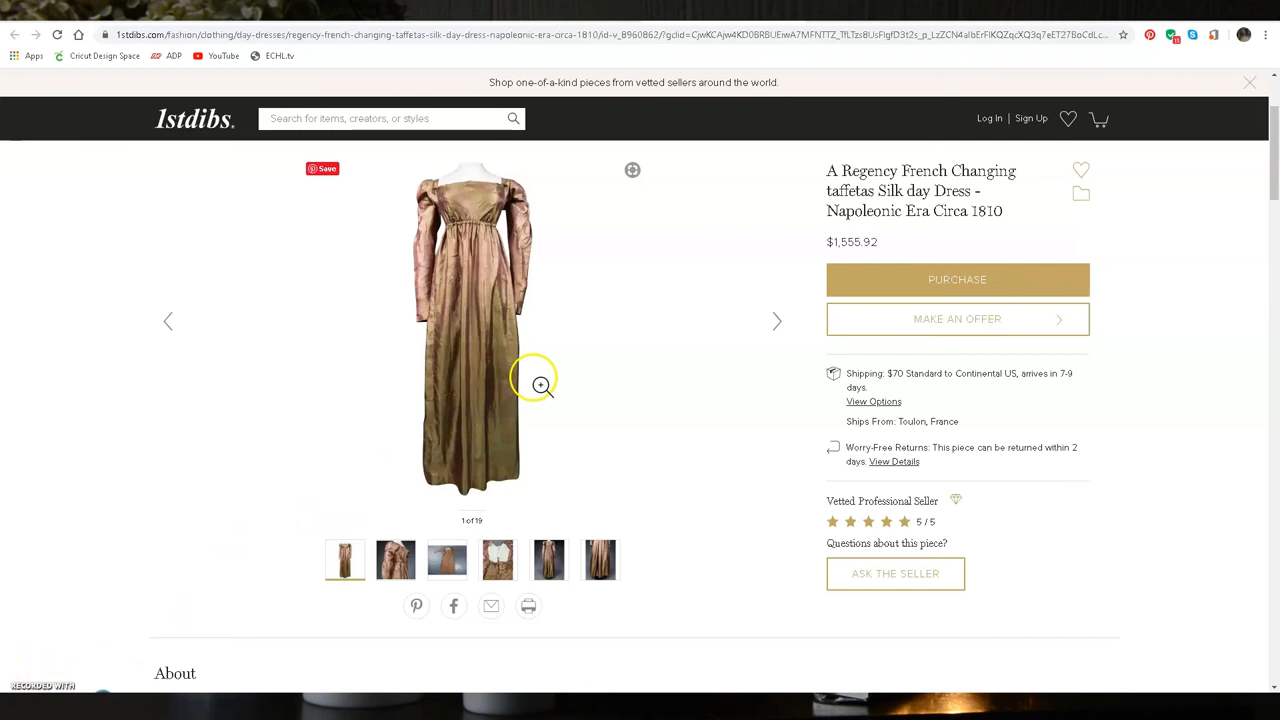 1stdibs.com/fashion/clothing/day-dresses/regency-french-changing-taffetas-silk-day-dress-napoleonic-era-circa-1810/id-v_8960862/?gclid=
Apps Cricut Design Space ADP YouTube ECHL.tv
Shop one-of-a-kind pieces from vetted sellers around the world.
1stdibs. Search for items, creators, or styles Log In | Sign Up
Save
A Regency French Changing
taffetas Silk day Dress -
Napoleonic Era Circa 1810
$1,555.92
PURCHASE
MAKE AN OFFER
Shipping: $70 Standard to Continental US, arrives in 7-9
days.
View Options
Ships From: Toulon, France
Worry-Free Returns: This piece can be returned within 2
days. View Details
Vetted Professional Seller
5 / 5
Questions about this piece?
ASK THE SELLER
1 of 19
About
RECORDED WITH